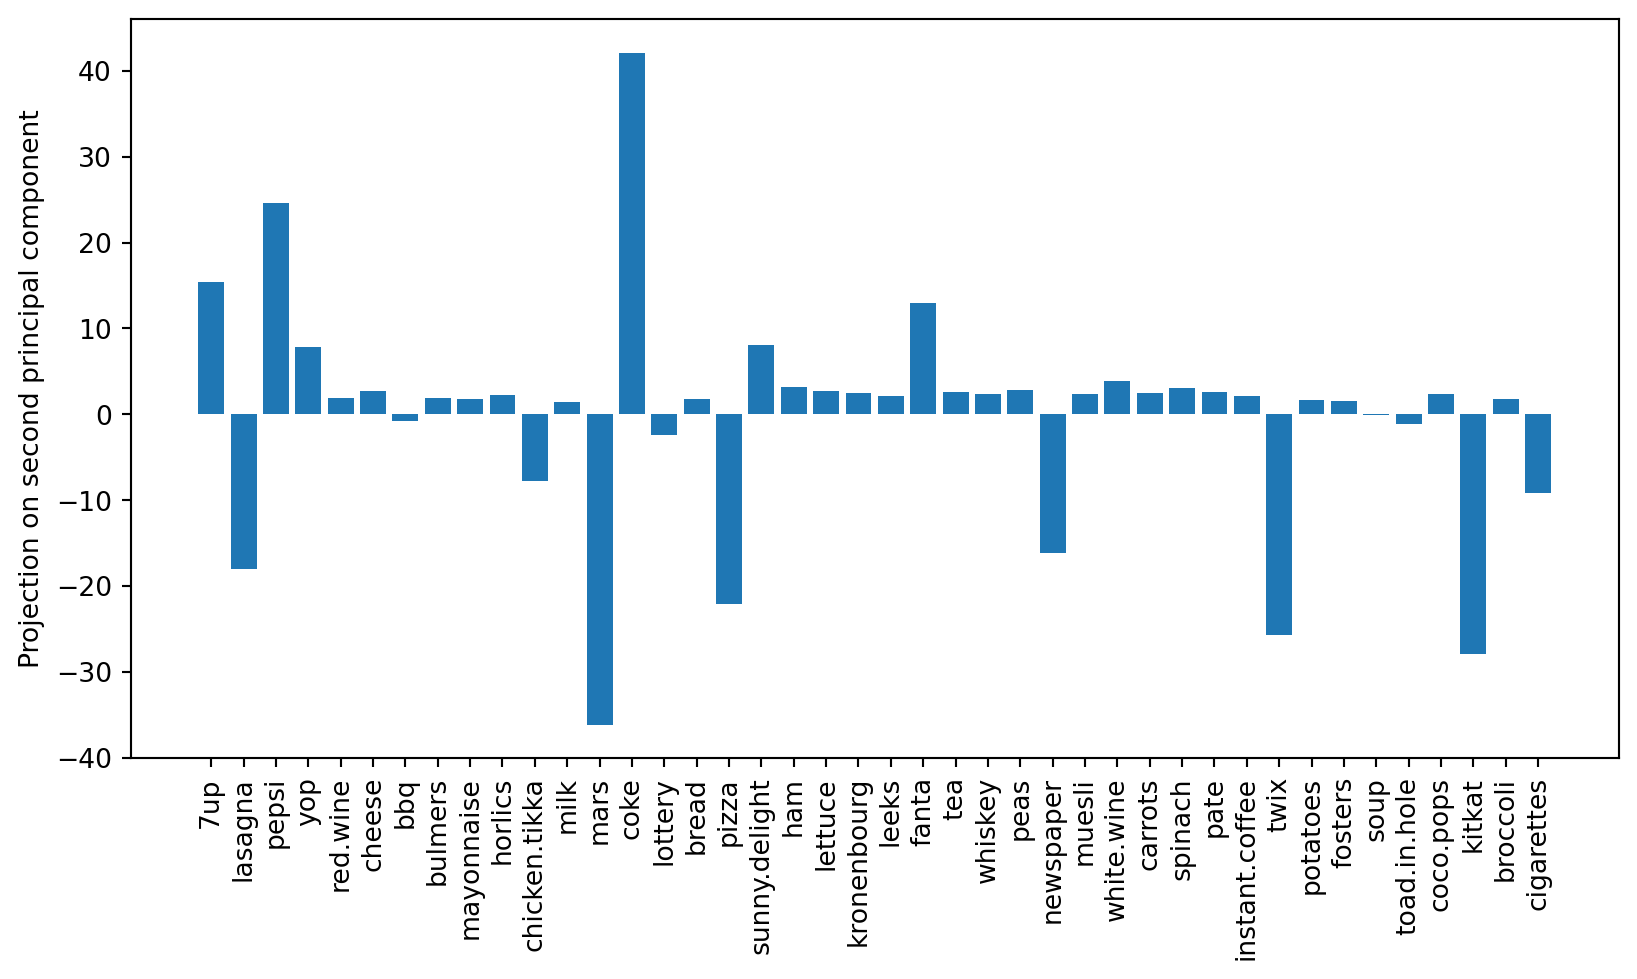 Projection on second principal component
40
30
20
10
0
−10
−20
−30
−40
7up
lasagna
pepsi
yop
red.wine
cheese
bbq
bulmers
mayonnaise
horlics
chicken.tikka
milk
mars
coke
lottery
bread
pizza
sunny.delight
ham
lettuce
kronenbourg
leeks
fanta
tea
whiskey
peas
newspaper
muesli
white.wine
carrots
spinach
pate
instant.coffee
twix
potatoes
fosters
soup
toad.in.hole
coco.pops
kitkat
broccoli
cigarettes